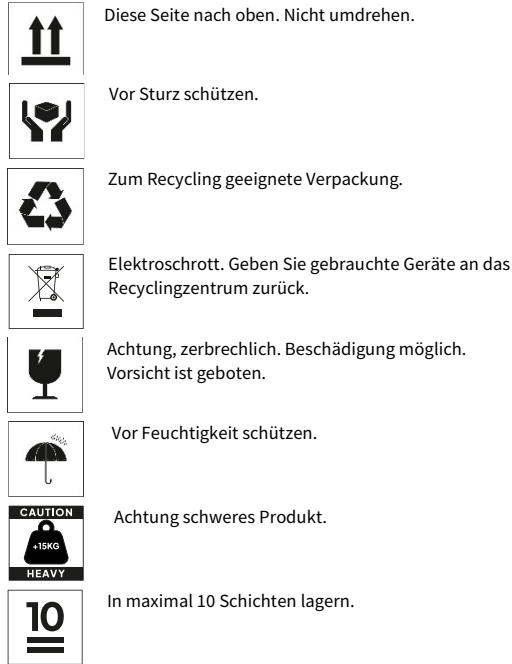 Diese Seite nach oben. Nicht umdrehen.
Vor Sturz schützen.
Zum Recycling geeignete Verpackung.
Elektroschrott. Geben Sie gebrauchte Geräte an das
Recyclingzentrum zurück.
Achtung, zerbrechlich. Beschädigung möglich.
Vorsicht ist geboten.
Vor Feuchtigkeit schützen.
CAUTION
+15KG
HEAVY
Achtung schweres Produkt.
10
In maximal 10 Schichten lagern.